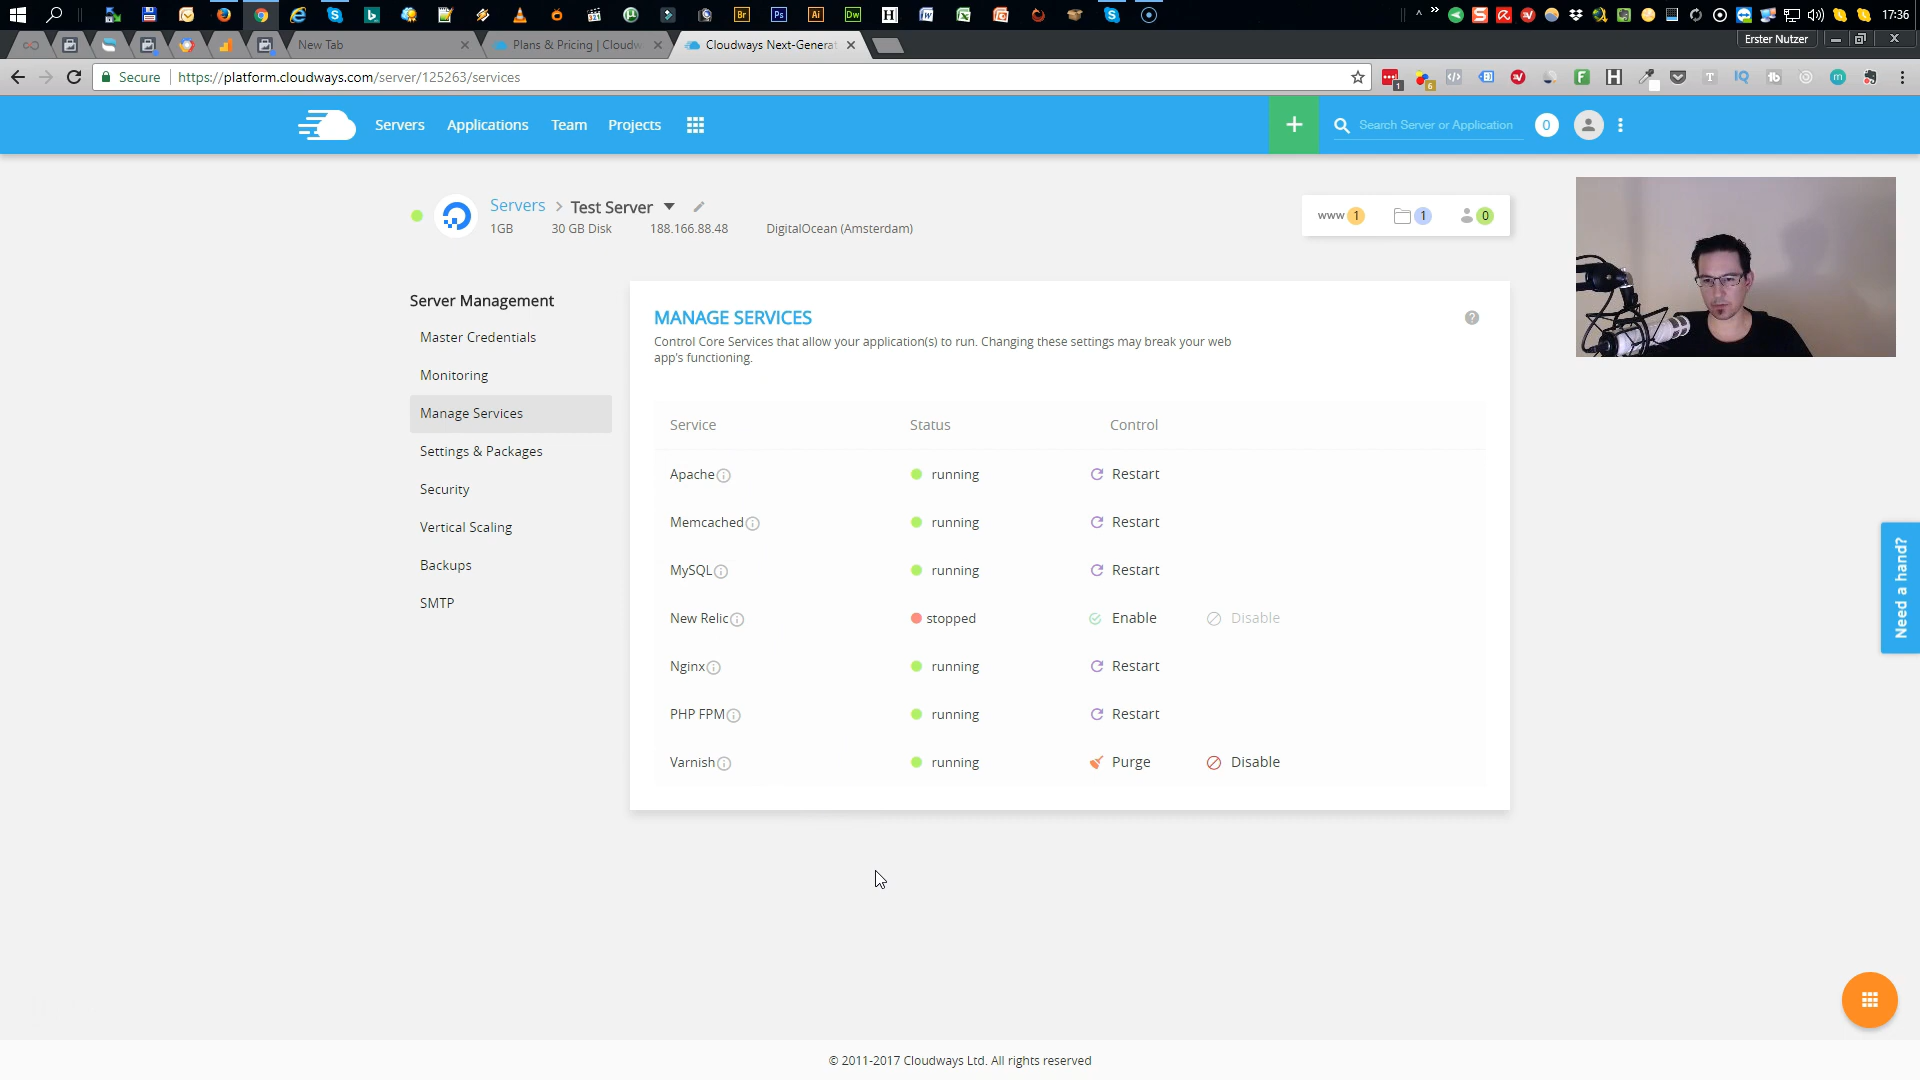 17:36
New Tab
Plans & Pricing | Cloudw
Cloudways Next-Generat
Erster Nutzer
Secure
https://platform.cloudways.com/server/125263/services
1
6
Servers
Applications
Team
Projects
+
Search Server or Application
0
Servers > Test Server
1GB
30 GB Disk
188.166.88.48
DigitalOcean (Amsterdam)
www 1
1
0
Server Management
Master Credentials
Monitoring
Manage Services
Settings & Packages
Security
Vertical Scaling
Backups
SMTP
MANAGE SERVICES
Control Core Services that allow your application(s) to run. Changing these settings may break your web
app's functioning.
Service Status Control
Apache running Restart
Memcached running Restart
MySQL running Restart
New Relic stopped Enable Disable
Nginx running Restart
PHP FPM running Restart
Varnish running Purge Disable
Need a hand?
© 2011-2017 Cloudways Ltd. All rights reserved